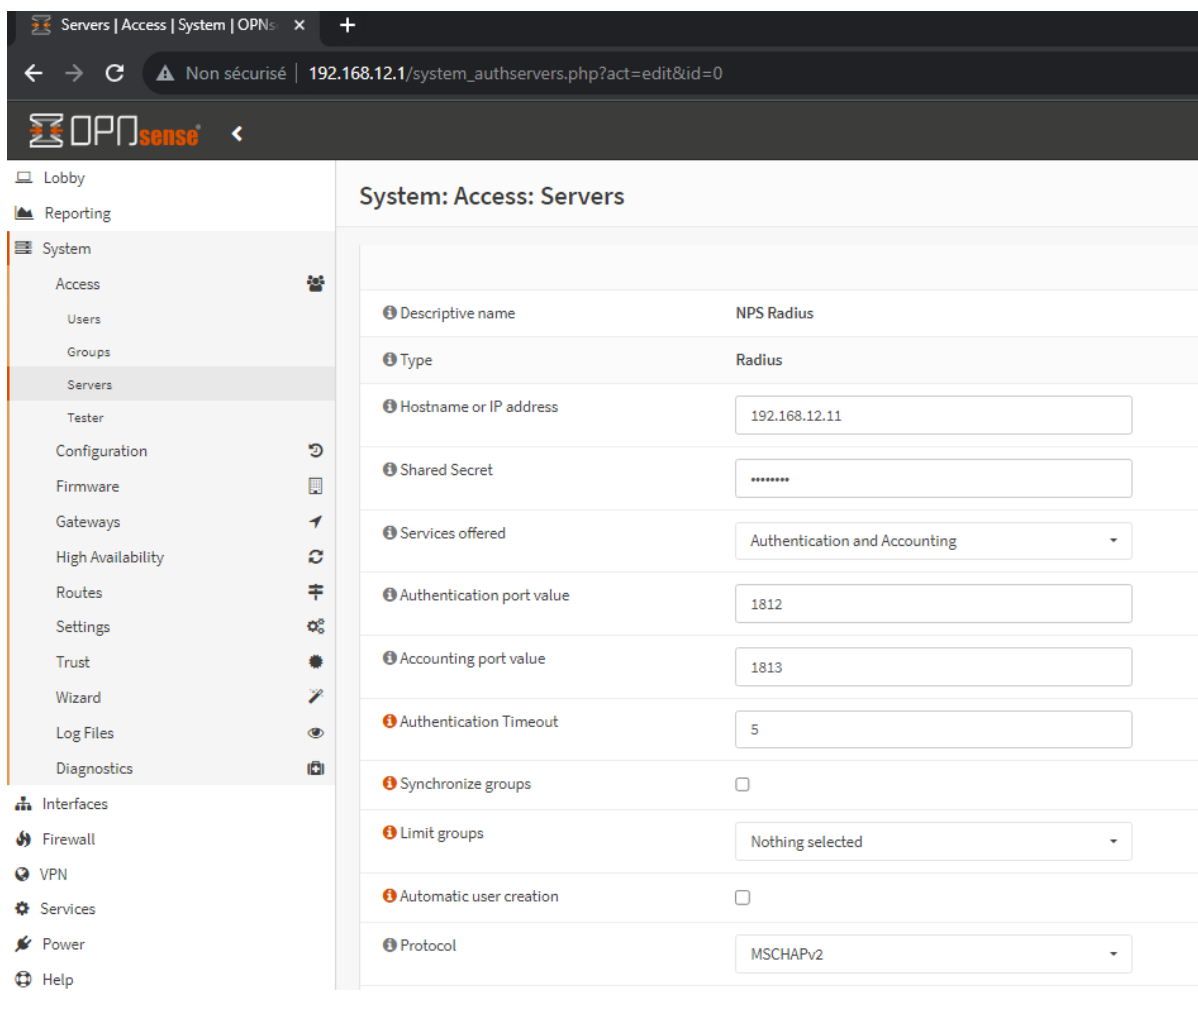 Servers | Access | System | OPNs
Non sécurisé | 192.168.12.1/system_authservers.php?act=edit&id=0
OPNsense
Lobby
Reporting
System
Access
Users
Groups
Servers
Tester
Configuration
Firmware
Gateways
High Availability
Routes
Settings
Trust
Wizard
Log Files
Diagnostics
Interfaces
Firewall
VPN
Services
Power
Help
System: Access: Servers
Descriptive name NPS Radius
Type Radius
Hostname or IP address 192.168.12.11
Shared Secret ••••••••
Services offered Authentication and Accounting
Authentication port value 1812
Accounting port value 1813
Authentication Timeout 5
Synchronize groups
Limit groups Nothing selected
Automatic user creation
Protocol MSCHAPv2